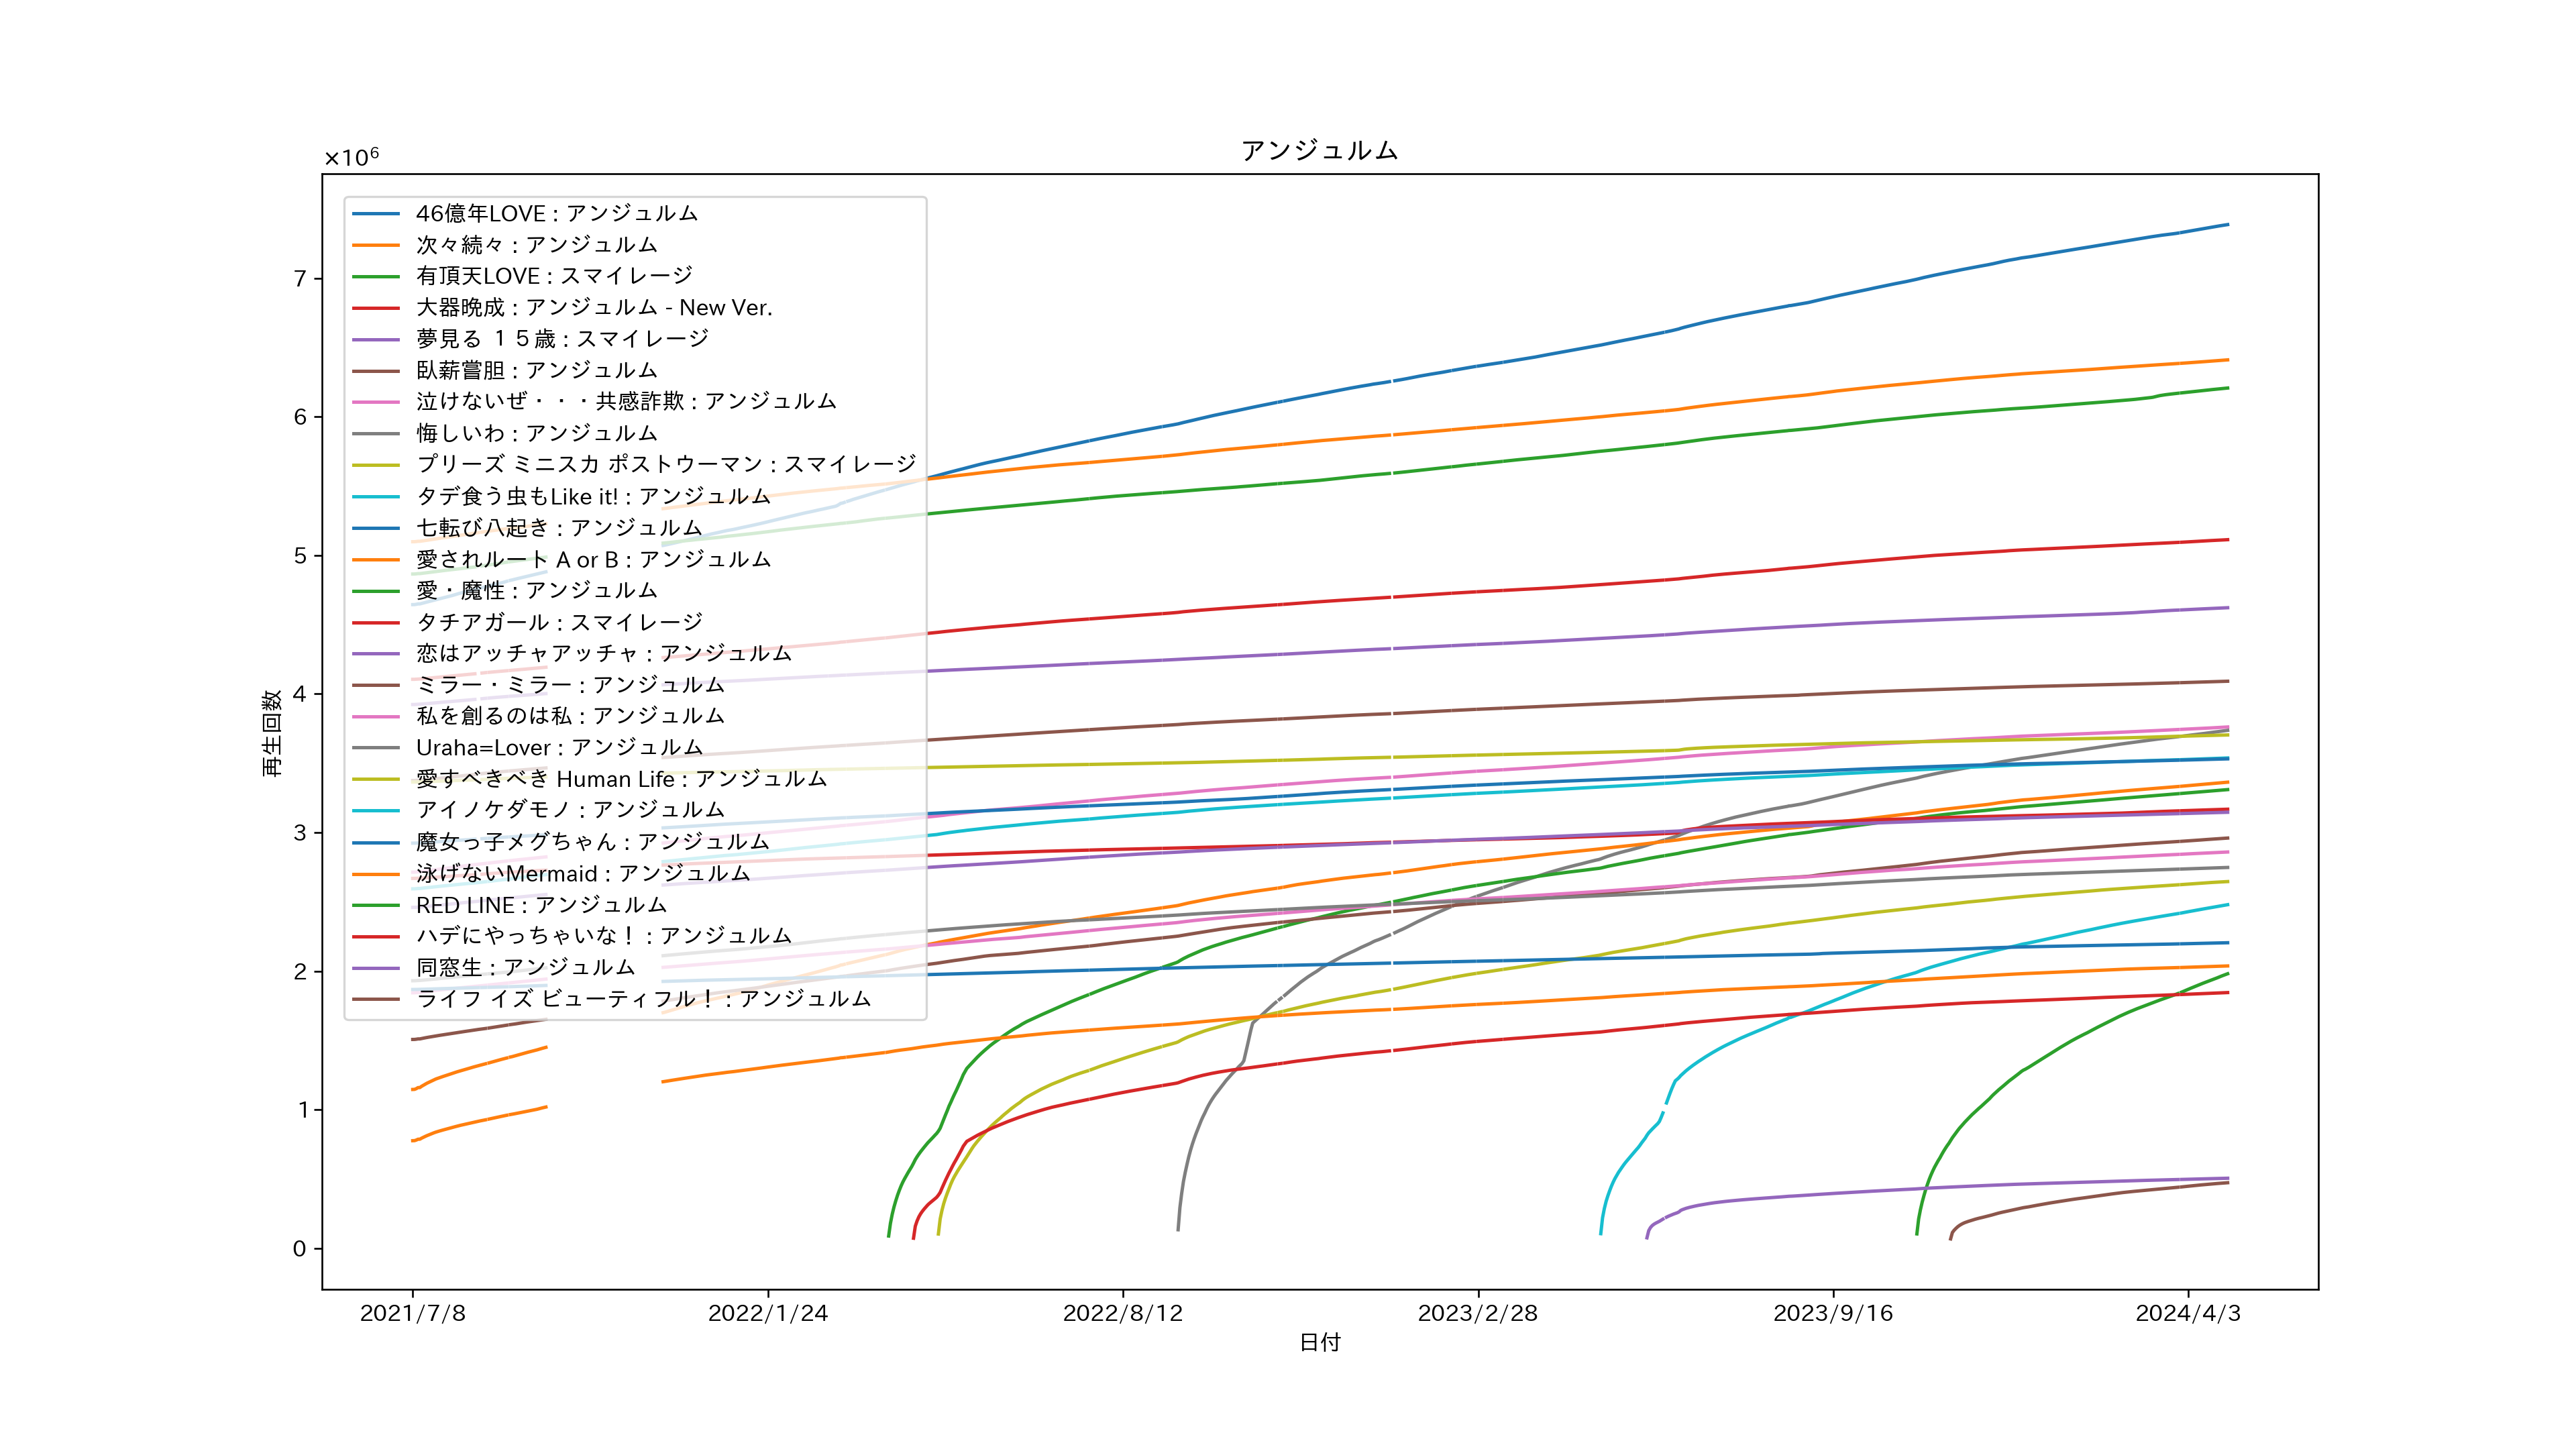 アンジュルム
×10⁶
46億年LOVE : アンジュルム
次々続々 : アンジュルム
有頂天LOVE : スマイレージ
大器晩成 : アンジュルム - New Ver.
夢見る １５歳 : スマイレージ
臥薪嘗胆 : アンジュルム
泣けないぜ・・・共感詐欺 : アンジュルム
悔しいわ : アンジュルム
プリーズ ミニスカ ポストウーマン : スマイレージ
タデ食う虫もLike it! : アンジュルム
七転び八起き : アンジュルム
愛されルート A or B : アンジュルム
愛・魔性 : アンジュルム
タチアガール : スマイレージ
恋はアッチャアッチャ : アンジュルム
ミラー・ミラー : アンジュルム
私を創るのは私 : アンジュルム
Uraha=Lover : アンジュルム
愛すべきべき Human Life : アンジュルム
アイノケダモノ : アンジュルム
魔女っ子メグちゃん : アンジュルム
泳げないMermaid : アンジュルム
RED LINE : アンジュルム
ハデにやっちゃいな！ : アンジュルム
同窓生 : アンジュルム
ライフ イズ ビューティフル！ : アンジュルム
7
6
5
4
3
2
1
0
再生回数
2021/7/8
2022/1/24
2022/8/12
2023/2/28
2023/9/16
2024/4/3
日付